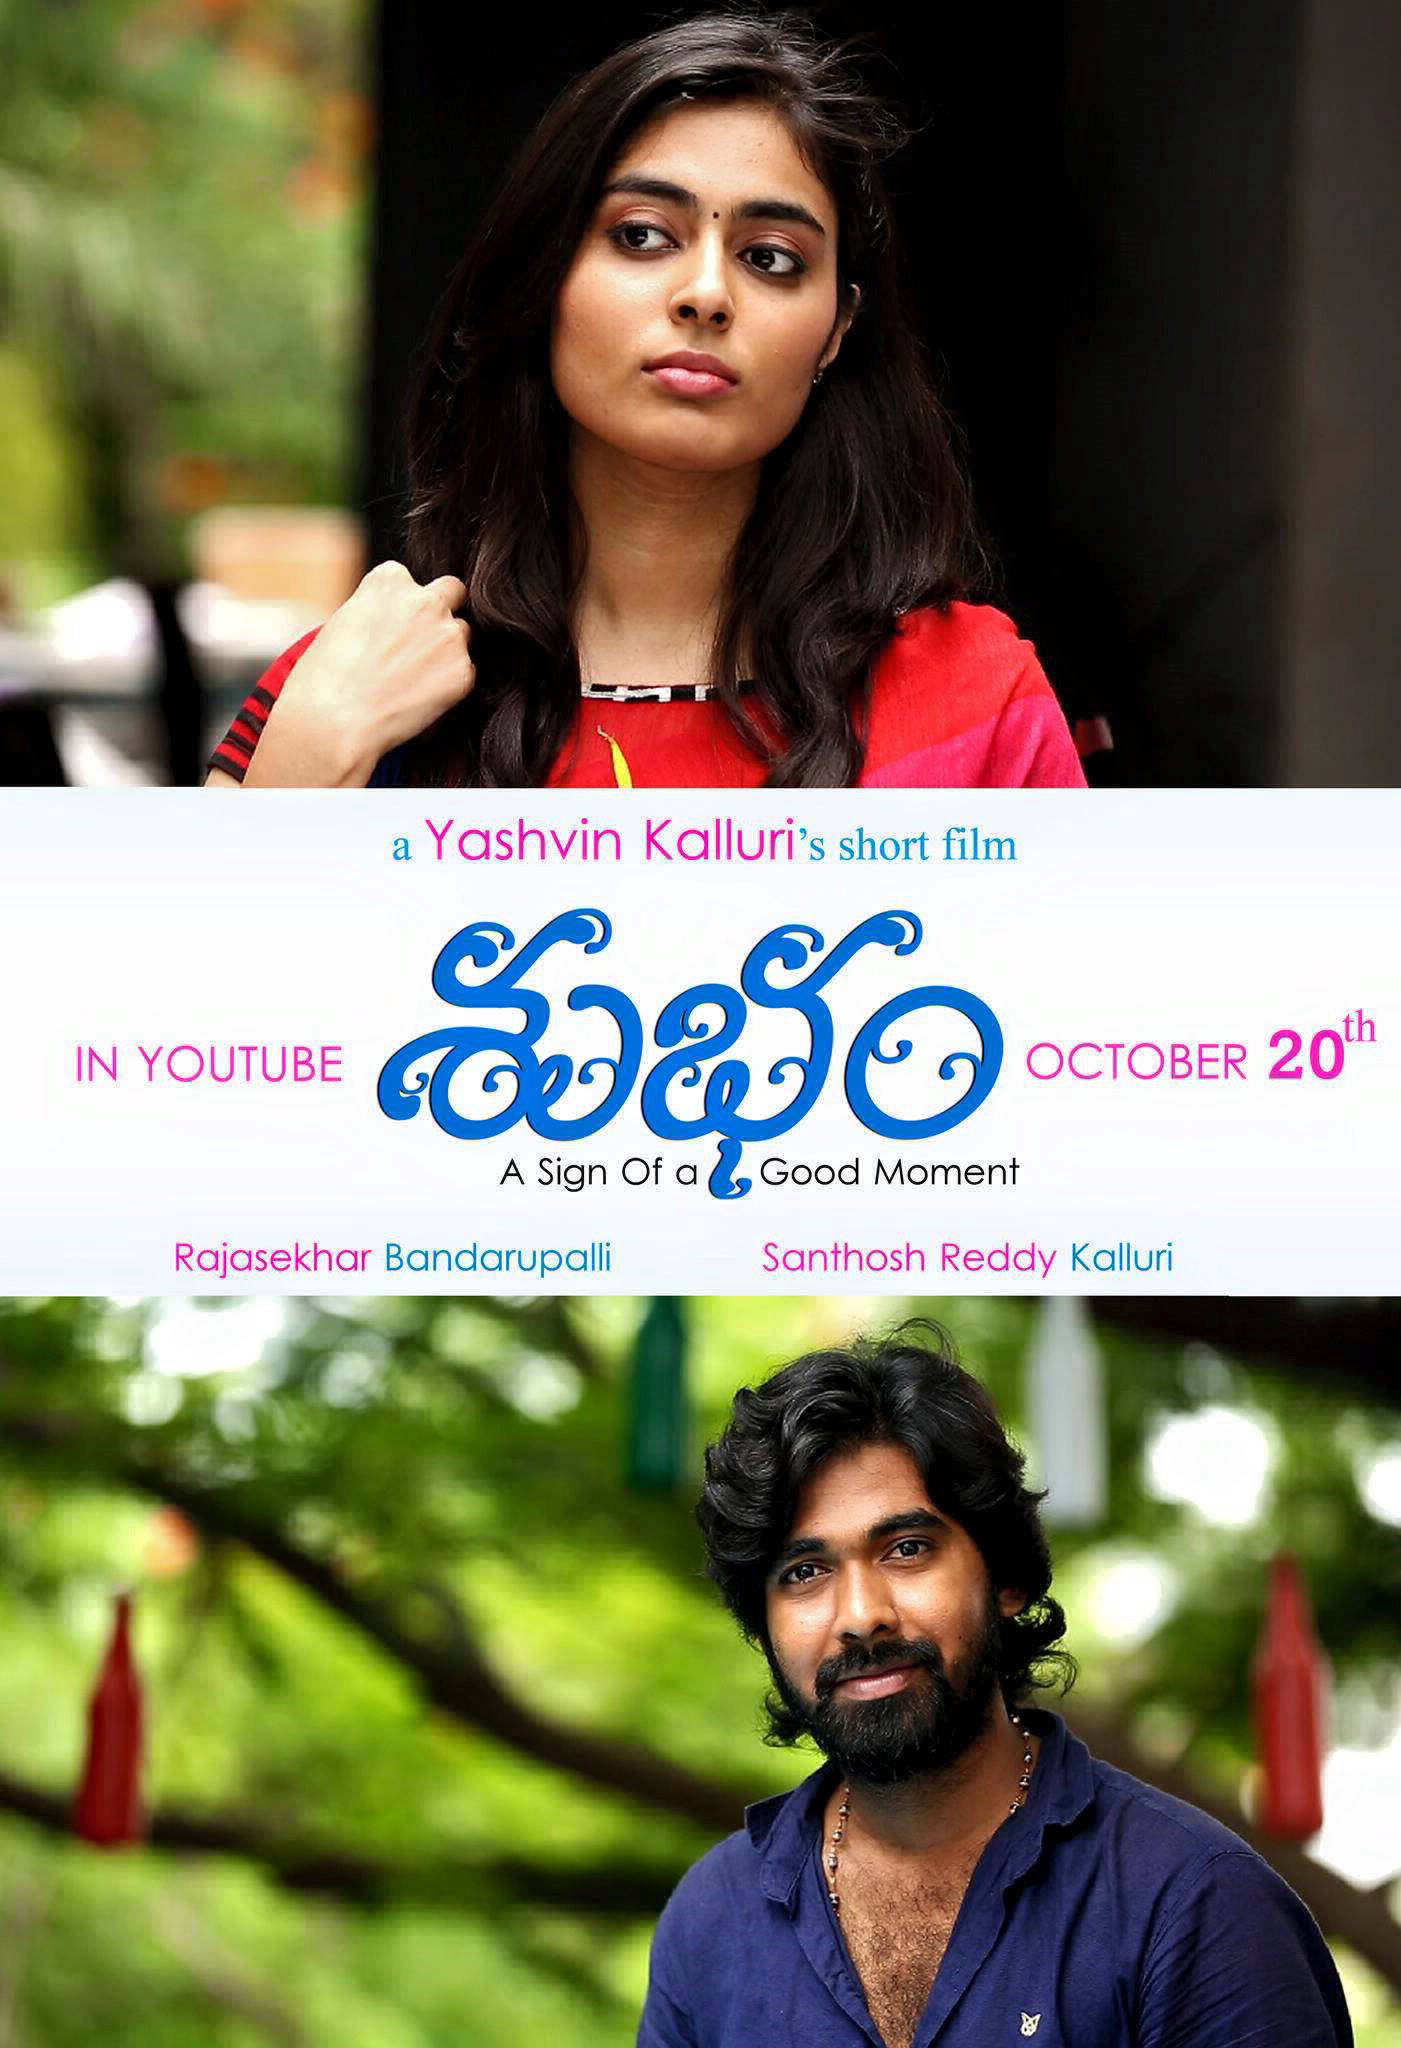 a Yashvin Kalluri's short film
శుభం
IN YOUTUBE
OCTOBER 20th
A Sign Of a Good Moment
Rajasekhar Bandarupalli
Santhosh Reddy Kalluri